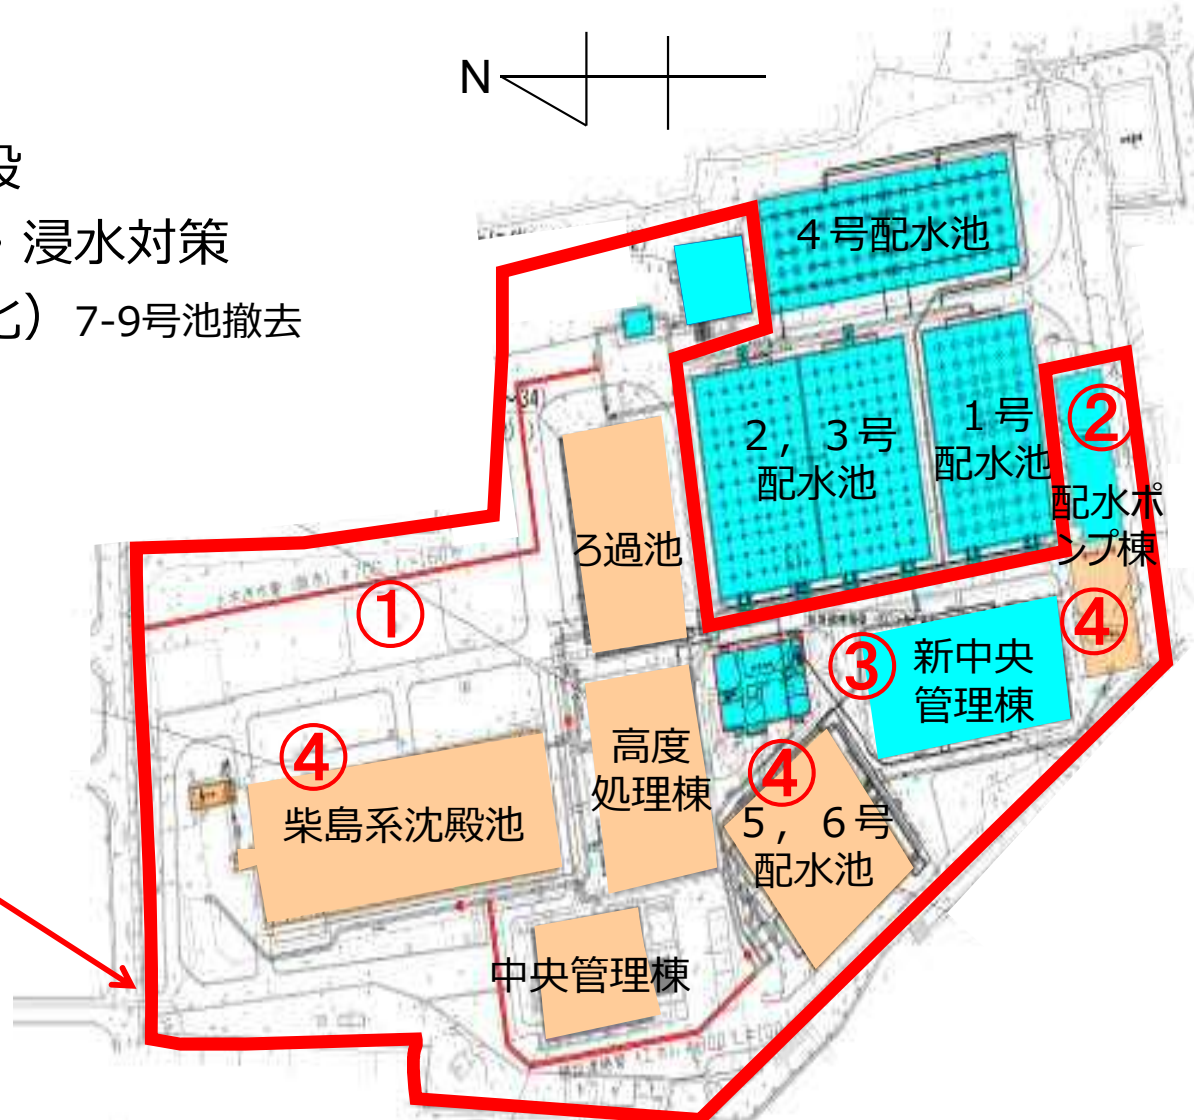 N
設
浸水対策
化）7-9号池撤去
４号配水池
２，３号
配水池
１号
配水池
②
配水ポ
ンプ棟
ろ過池
①
④
③
新中央
管理棟
④
柴島系沈殿池
高度
処理棟
④
５，６号
配水池
中央管理棟